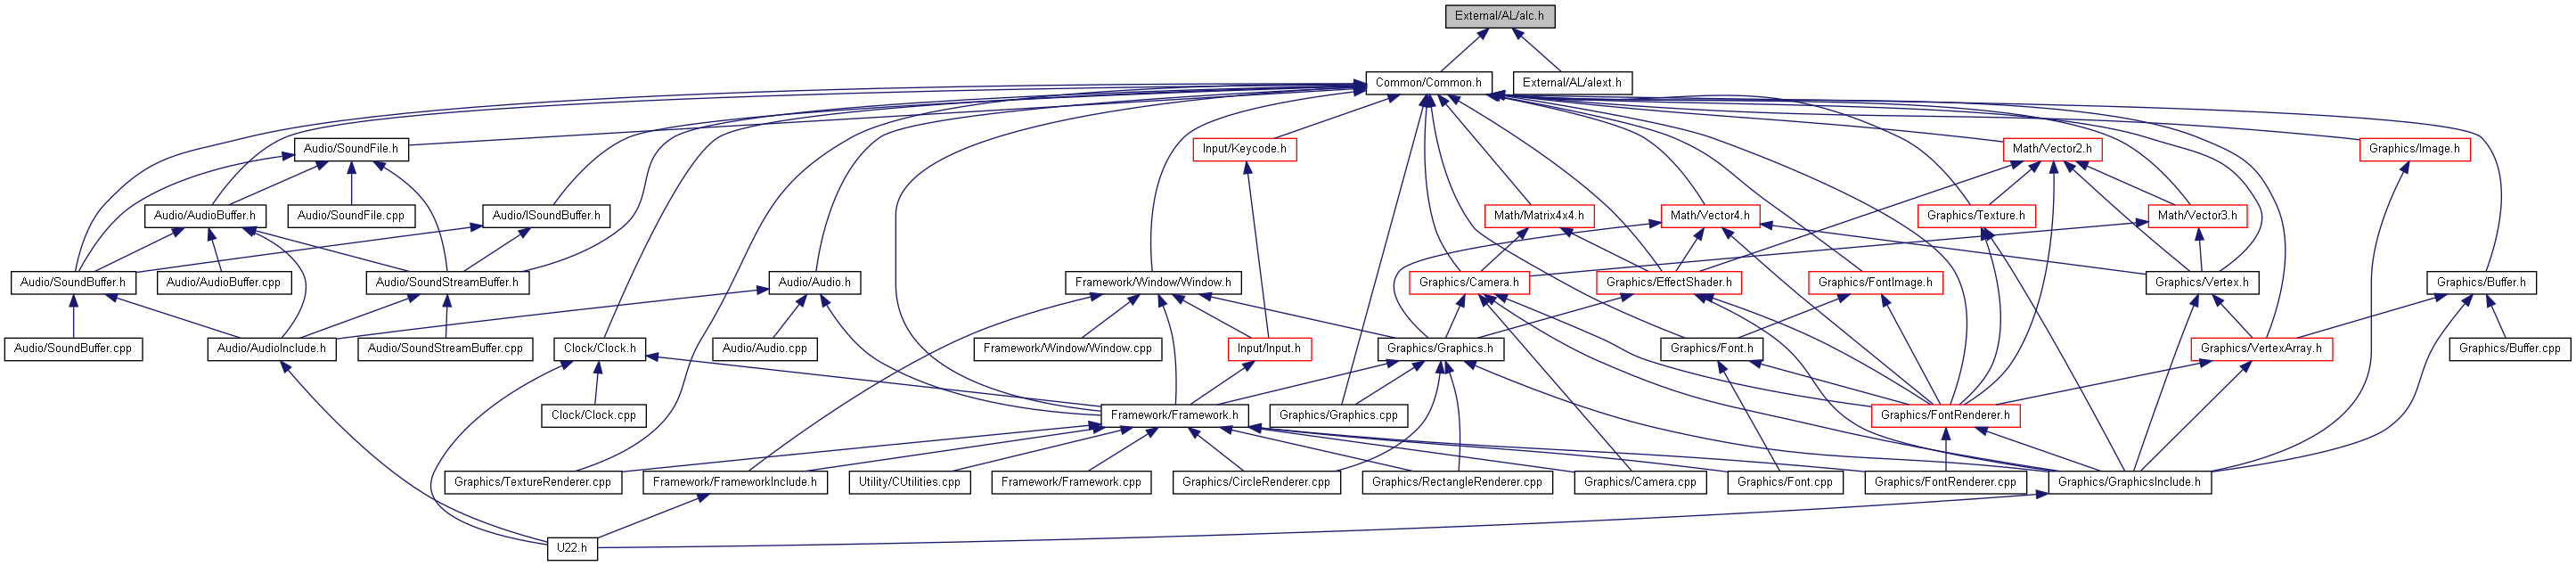 External/AL/alc.h
Common/Common.h
External/AL/alext.h
Audio/SoundFile.h
Input/Keycode.h
Math/Vector2.h
Graphics/Image.h
Audio/AudioBuffer.h
Audio/SoundFile.cpp
Audio/ISoundBuffer.h
Math/Matrix4x4.h
Math/Vector4.h
Graphics/Texture.h
Math/Vector3.h
Audio/SoundBuffer.h
Audio/AudioBuffer.cpp
Audio/SoundStreamBuffer.h
Audio/Audio.h
Framework/Window/Window.h
Graphics/Camera.h
Graphics/EffectShader.h
Graphics/FontImage.h
Graphics/Vertex.h
Graphics/Buffer.h
Audio/SoundBuffer.cpp
Audio/AudioInclude.h
Audio/SoundStreamBuffer.cpp
Clock/Clock.h
Audio/Audio.cpp
Framework/Window/Window.cpp
Input/Input.h
Graphics/Graphics.h
Graphics/Font.h
Graphics/VertexArray.h
Graphics/Buffer.cpp
Clock/Clock.cpp
Framework/Framework.h
Graphics/Graphics.cpp
Graphics/FontRenderer.h
Graphics/TextureRenderer.cpp
Framework/FrameworkInclude.h
Utility/CUtilities.cpp
Framework/Framework.cpp
Graphics/CircleRenderer.cpp
Graphics/RectangleRenderer.cpp
Graphics/Camera.cpp
Graphics/Font.cpp
Graphics/FontRenderer.cpp
Graphics/GraphicsInclude.h
U22.h